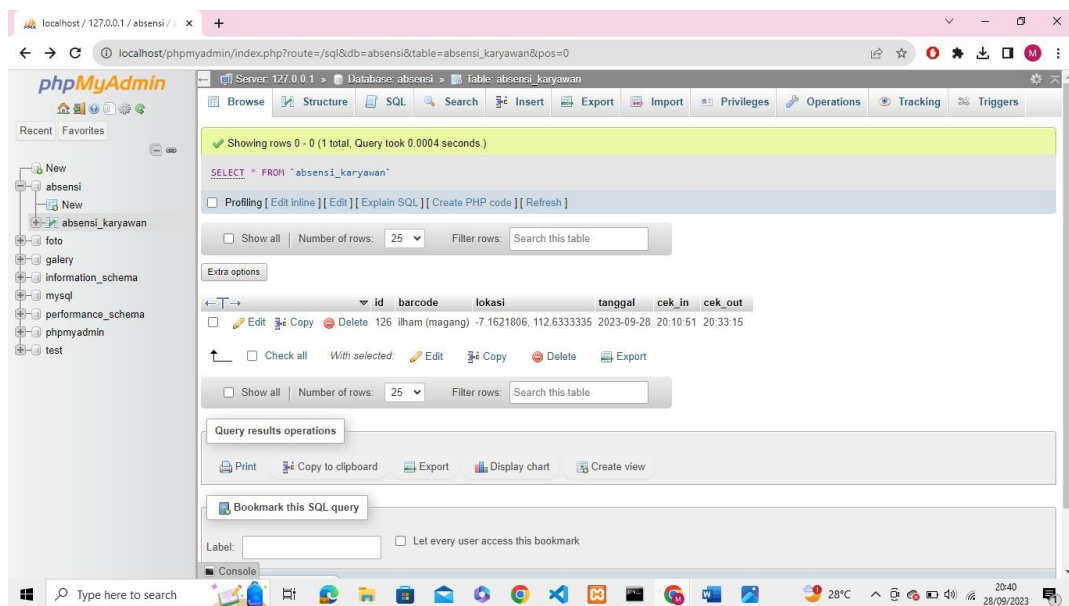 localhost / 127.0.0.1 / absensi /
localhost/phpmyadmin/index.php?route=/sql&db=absensi&table=absensi_karyawan&pos=0
M
phpMyAdmin
Recent Favorites
New
absensi
New
absensi_karyawan
foto
galery
information_schema
mysql
performance_schema
phpmyadmin
test
Server: 127.0.0.1 » Database: absensi » Table: absensi_karyawan
Browse Structure SQL Search Insert Export Import Privileges Operations Tracking Triggers
Showing rows 0 - 0 (1 total, Query took 0.0004 seconds.)
SELECT * FROM `absensi_karyawan`
Profiling [ Edit inline ] [ Edit ] [ Explain SQL ] [ Create PHP code ] [ Refresh ]
Show all | Number of rows: 25 Filter rows: Search this table
Extra options
←T→ id barcode lokasi tanggal cek_in cek_out
Edit Copy Delete 126 ilham (magang) -7.1621806, 112.6333335 2023-09-28 20:10:51 20:33:15
Check all With selected: Edit Copy Delete Export
Show all | Number of rows: 25 Filter rows: Search this table
Query results operations
Print Copy to clipboard Export Display chart Create view
Bookmark this SQL query
Label: Let every user access this bookmark
Console
Type here to search
28°C
20:40
28/09/2023